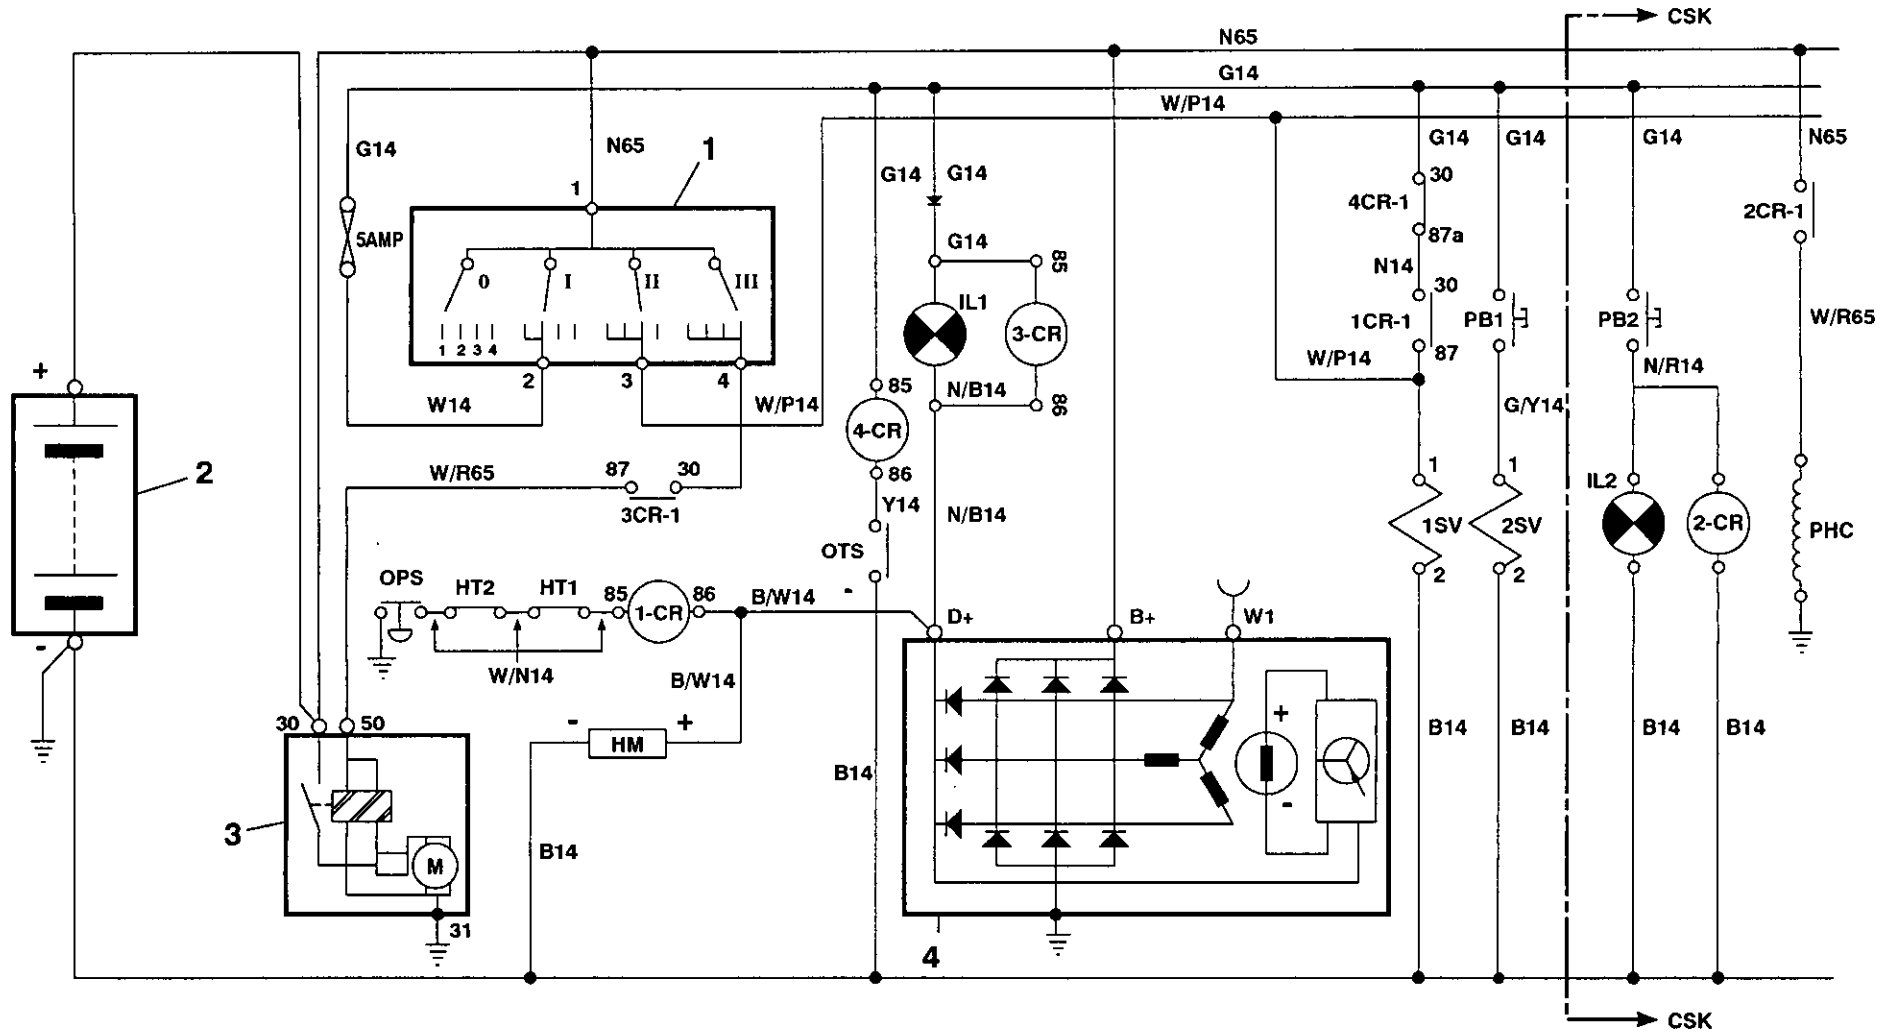 CSK
N65
G14
W/P14
G14
N65
1
1
G14
G14
G14
G14
G14
N65
30
4CR-1
2CR-1
5AMP
87a
G14
85
N14
0
I
II
III
30
IL1
3-CR
1CR-1
PB1
PB2
W/R65
1
2
3
4
87
W/P14
N/R14
+
2
3
4
85
N/B14
86
W14
W/P14
G/Y14
4-CR
W/R65
87
30
86
1
1
2
3CR-1
Y14
N/B14
IL2
1SV
2SV
2-CR
PHC
OTS
OPS
HT2
HT1
85
1-CR
86
B/W14
2
2
-
D+
B+
W1
-
W/N14
B/W14
30
50
-
+
HM
+
B14
B14
B14
B14
B14
-
3
M
B14
31
4
CSK